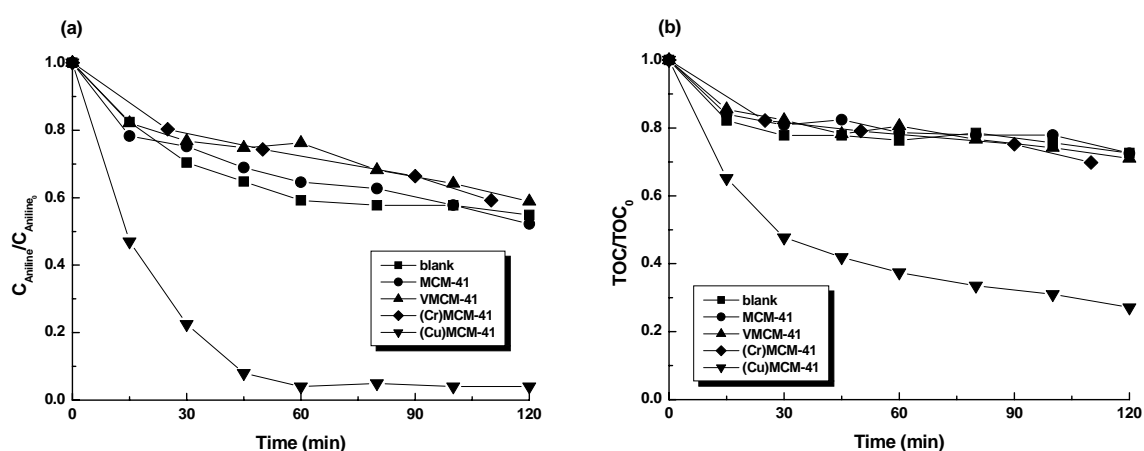 (a)
1.0
0.8
0.6
0.4
0.2
0.0
C_Aniline/C_Aniline_0
blank
MCM-41
VMCM-41
(Cr)MCM-41
(Cu)MCM-41
0 30 60 90 120
Time (min)
(b)
1.0
0.8
0.6
0.4
0.2
0.0
TOC/TOC_0
blank
MCM-41
VMCM-41
(Cr)MCM-41
(Cu)MCM-41
0 30 60 90 120
Time (min)